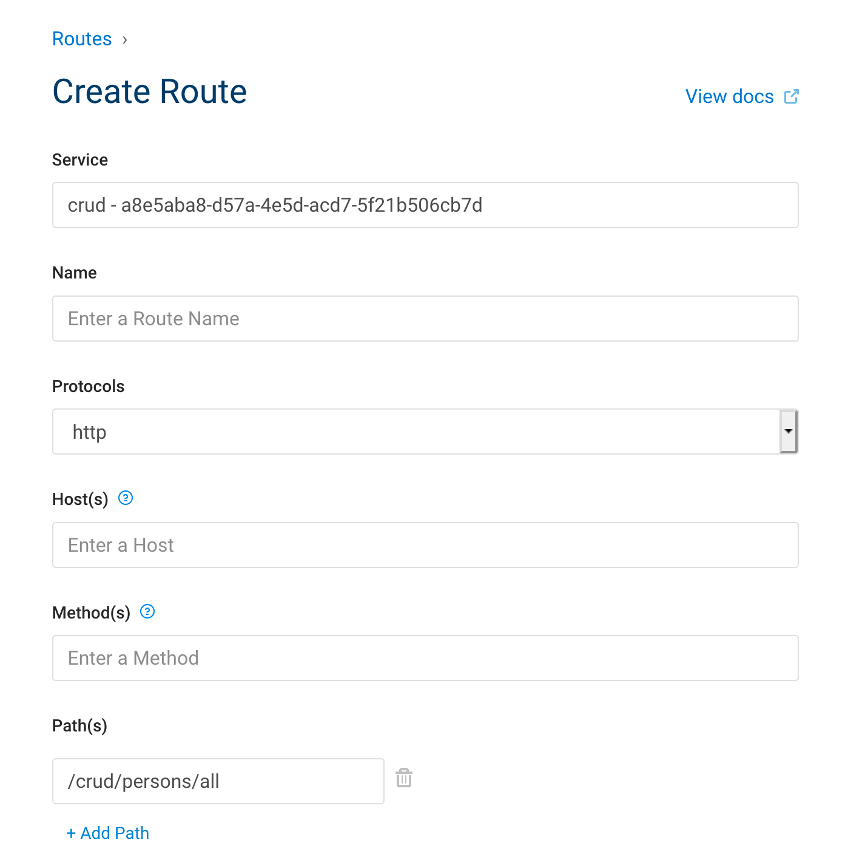 Routes ›
Create Route
View docs
Service
crud - a8e5aba8-d57a-4e5d-acd7-5f21b506cb7d
Name
Enter a Route Name
Protocols
http
Host(s)
Enter a Host
Method(s)
Enter a Method
Path(s)
/crud/persons/all
+ Add Path